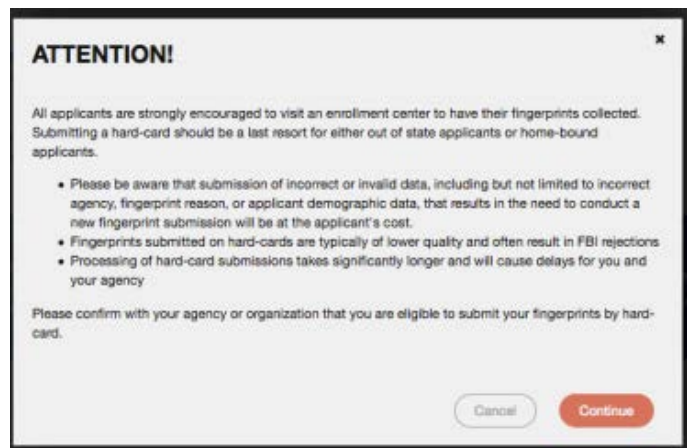 ATTENTION!
All applicants are strongly encouraged to visit an enrollment center to have their fingerprints collected.
Submitting a hard-card should be a last resort for either out of state applicants or home-bound
applicants.
• Please be aware that submission of incorrect or invalid data, including but not limited to incorrect
agency, fingerprint reason, or applicant demographic data, that results in the need to conduct a
new fingerprint submission will be at the applicant's cost.
• Fingerprints submitted on hard-cards are typically of lower quality and often result in FBI rejections
• Processing of hard-card submissions takes significantly longer and will cause delays for you and
your agency
Please confirm with your agency or organization that you are eligible to submit your fingerprints by hard-
card.
Cancel
Continue